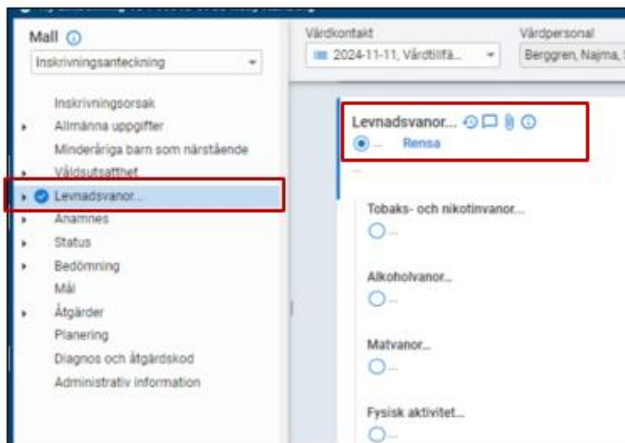 Mall
Inskrivningsanteckning
Inskrivningsorsak
Allmänna uppgifter
Minderåriga barn som närstående
Våldsutsatthet
Levnadsvanor...
Anamnes
Status
Bedömning
Mål
Åtgärder
Planering
Diagnos och åtgärdskod
Administrativ information
Vårdkontakt
2024-11-11, Vårdtillfä...
Vårdpersonal
Berggren, Najma,
Levnadsvanor...
... Rensa
...
Tobaks- och nikotinvanor...
...
Alkoholvanor...
...
Matvanor...
...
Fysisk aktivitet...
...